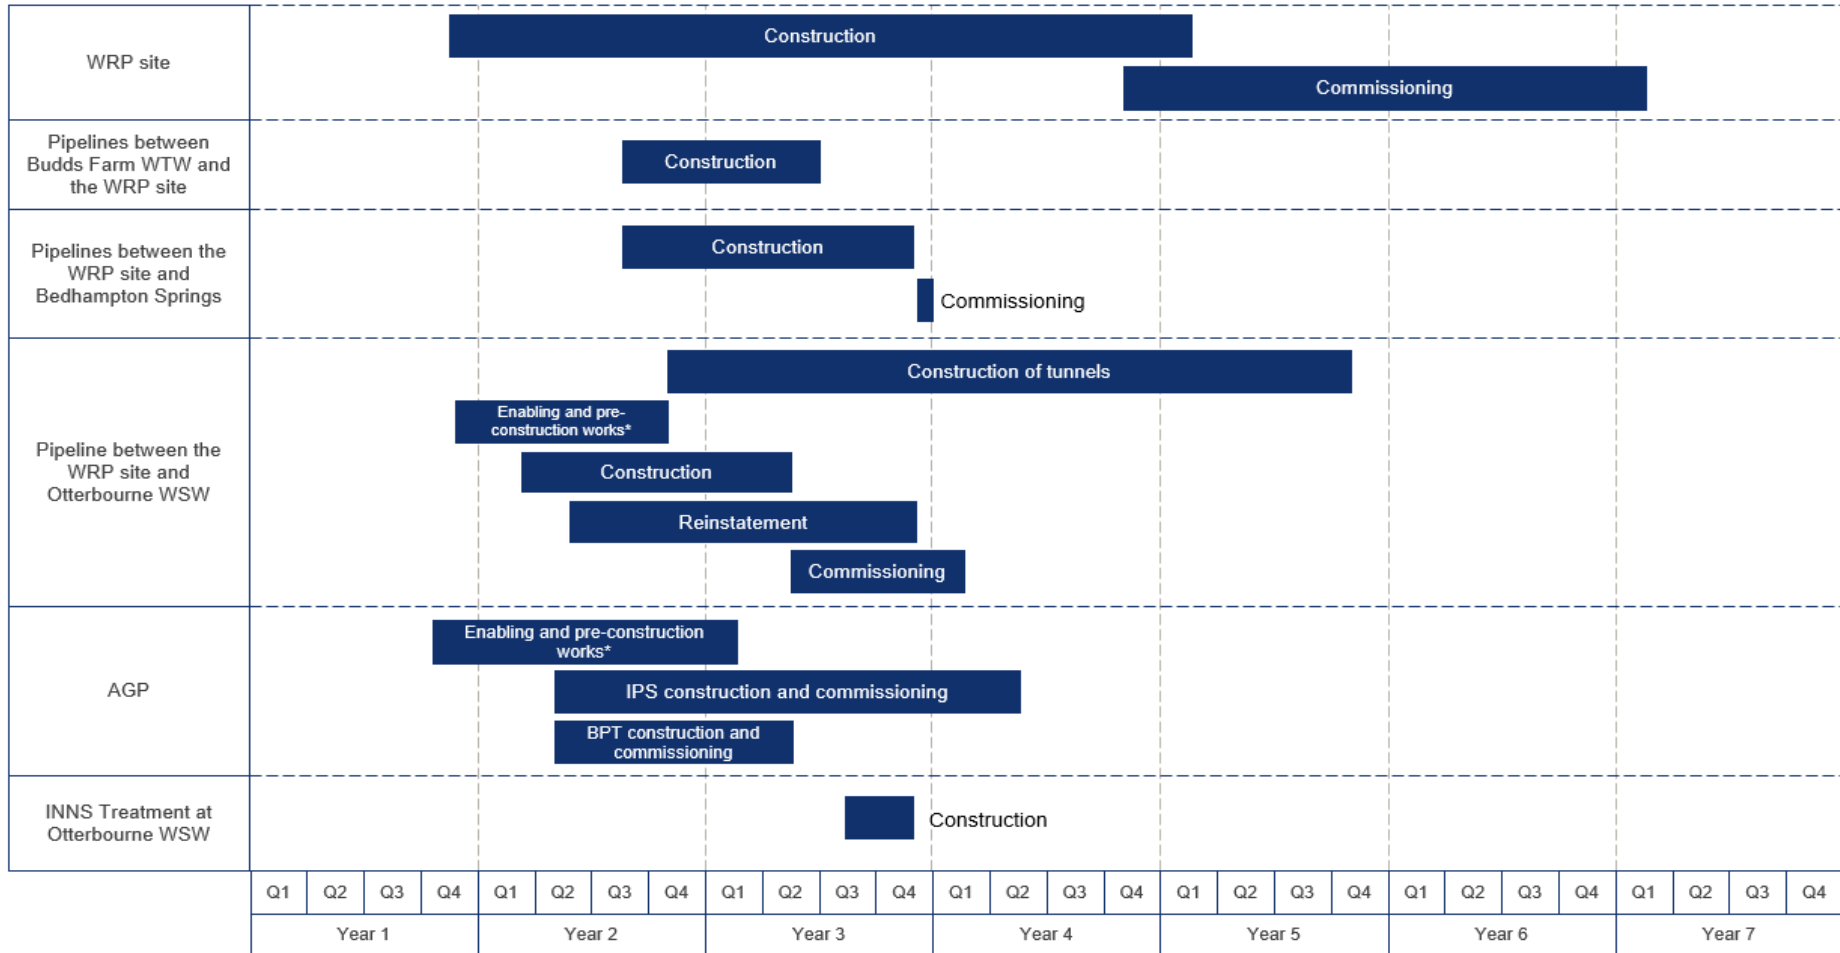 WRP site
Construction
Commissioning
Pipelines between
Budds Farm WTW and
the WRP site
Construction
Pipelines between the
WRP site and
Bedhampton Springs
Construction
Commissioning
Pipeline between the
WRP site and
Otterbourne WSW
Construction of tunnels
Enabling and pre-
construction works*
Construction
Reinstatement
Commissioning
AGP
Enabling and pre-construction
works*
IPS construction and commissioning
BPT construction and
commissioning
INNS Treatment at
Otterbourne WSW
Construction
Q1 Q2 Q3 Q4 Q1 Q2 Q3 Q4 Q1 Q2 Q3 Q4 Q1 Q2 Q3 Q4 Q1 Q2 Q3 Q4 Q1 Q2 Q3 Q4 Q1 Q2 Q3 Q4
Year 1 Year 2 Year 3 Year 4 Year 5 Year 6 Year 7